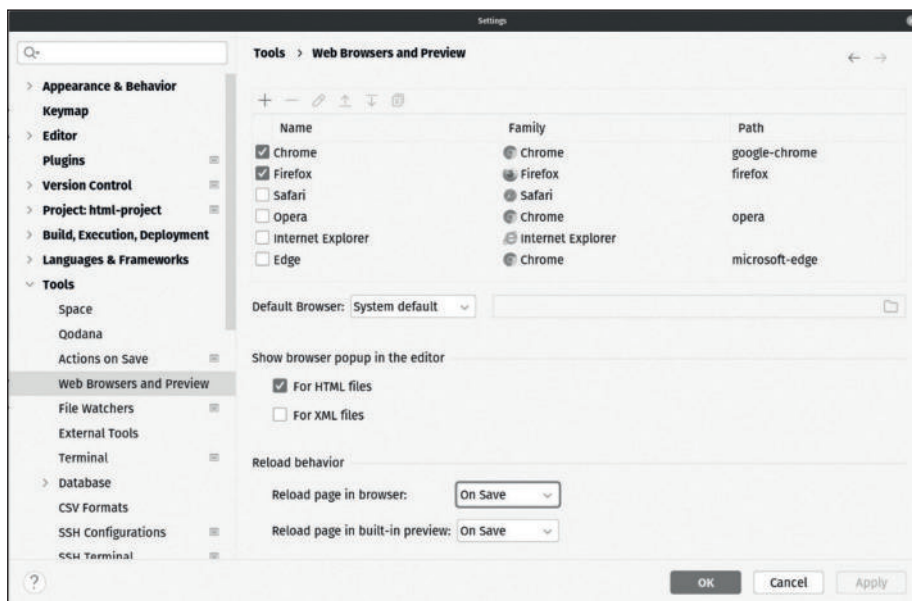 Settings
Tools > Web Browsers and Preview
Appearance & Behavior
Keymap
Editor
Plugins
Version Control
Project: html-project
Build, Execution, Deployment
Languages & Frameworks
Tools
Space
Qodana
Actions on Save
Web Browsers and Preview
File Watchers
External Tools
Terminal
Database
CSV Formats
SSH Configurations
SSH Terminal
Name Family Path
Chrome Chrome google-chrome
Firefox Firefox firefox
Safari Safari
Opera Chrome opera
Internet Explorer Internet Explorer
Edge Chrome microsoft-edge
Default Browser: System default
Show browser popup in the editor
For HTML files
For XML files
Reload behavior
Reload page in browser: On Save
Reload page in built-in preview: On Save
? OK Cancel Apply